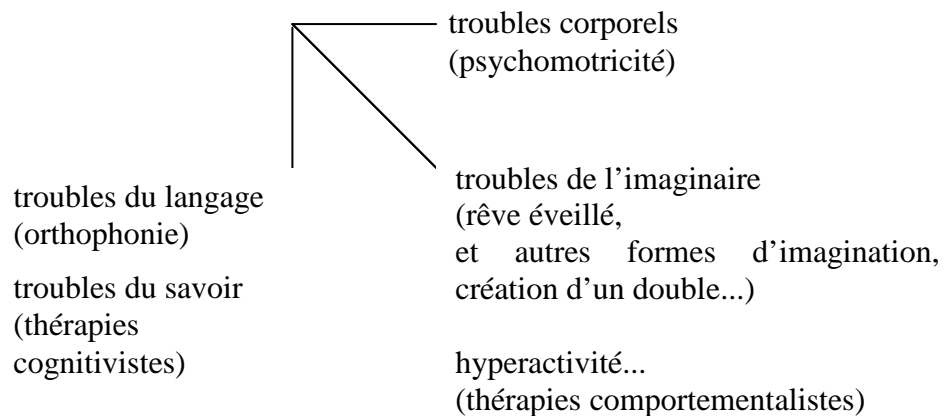 troubles corporels
(psychomotricité)
troubles du langage
(orthophonie)
troubles du savoir
(thérapies
cognitivistes)
troubles de l’imaginaire
(rêve éveillé,
et autres formes d’imagination,
création d’un double...)
hyperactivité...
(thérapies comportementalistes)